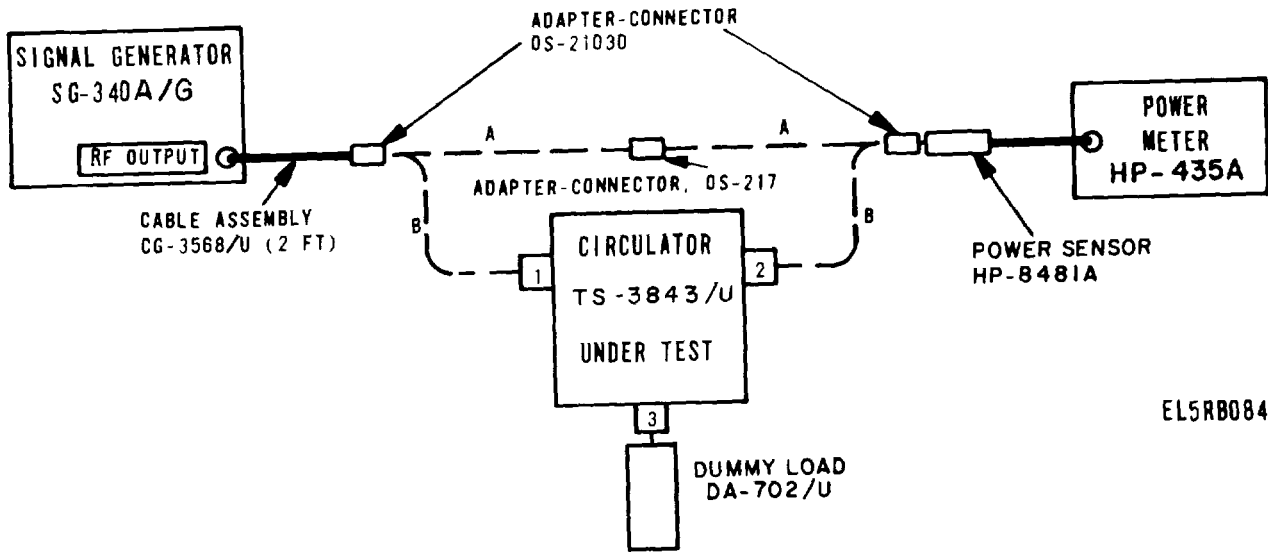 ADAPTER-CONNECTOR
OS-21030
SIGNAL GENERATOR
SG-340A/G
RF OUTPUT
POWER
METER
HP-435A
A
A
ADAPTER-CONNECTOR, OS-217
CABLE ASSEMBLY
CG-3568/U (2 FT)
B
B
POWER SENSOR
HP-8481A
CIRCULATOR
TS-3843/U
UNDER TEST
1
2
3
DUMMY LOAD
DA-702/U
EL5RB084